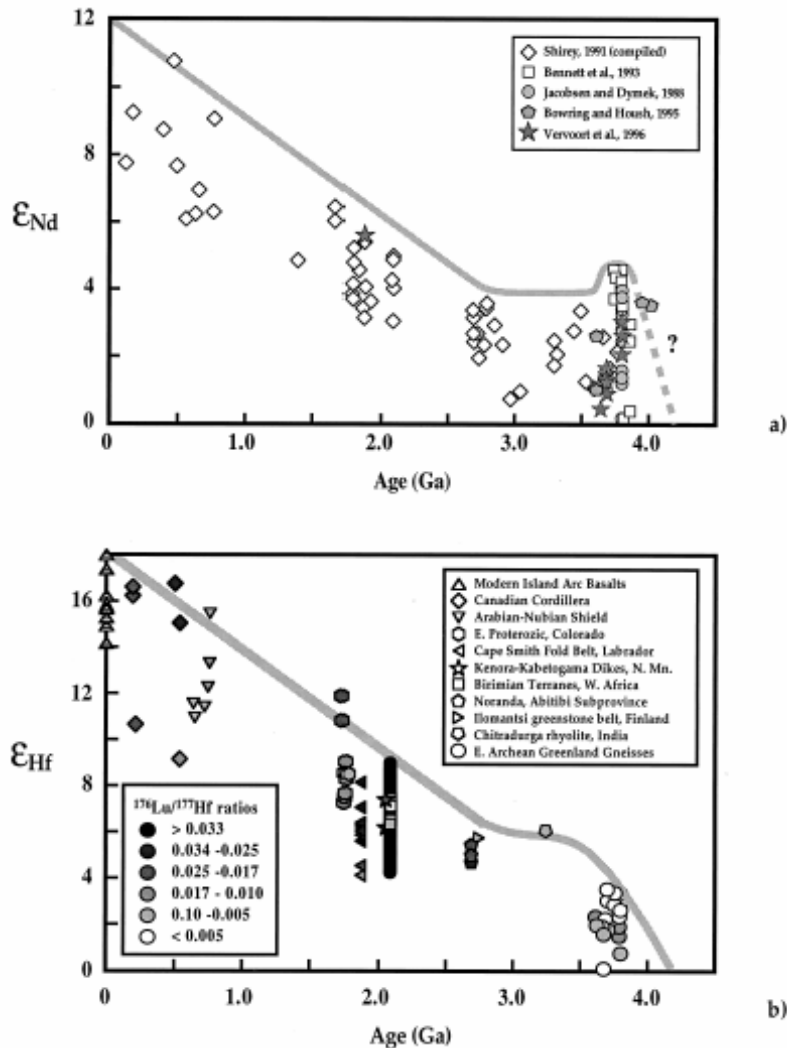 12
8
4
0
εNd
Shirey, 1991 (compiled)
Bennett et al., 1993
Jacobsen and Dymek, 1988
Bowring and Housh, 1995
Vervoort et al., 1996
?
0 1.0 2.0 3.0 4.0
Age (Ga)
a)
16
12
8
4
0
εHf
Modern Island Arc Basalts
Canadian Cordillera
Arabian-Nubian Shield
E. Proterozic, Colorado
Cape Smith Fold Belt, Labrador
Kenora-Kabetogama Dikes, N. Mn.
Birimian Terranes, W. Africa
Noranda, Abitibi Subprovince
Ilomantsi greenstone belt, Finland
Chitradurga rhyolite, India
E. Archean Greenland Gneisses
176Lu/177Hf ratios
> 0.033
0.034 -0.025
0.025 -0.017
0.017 - 0.010
0.10 -0.005
< 0.005
0 1.0 2.0 3.0 4.0
Age (Ga)
b)